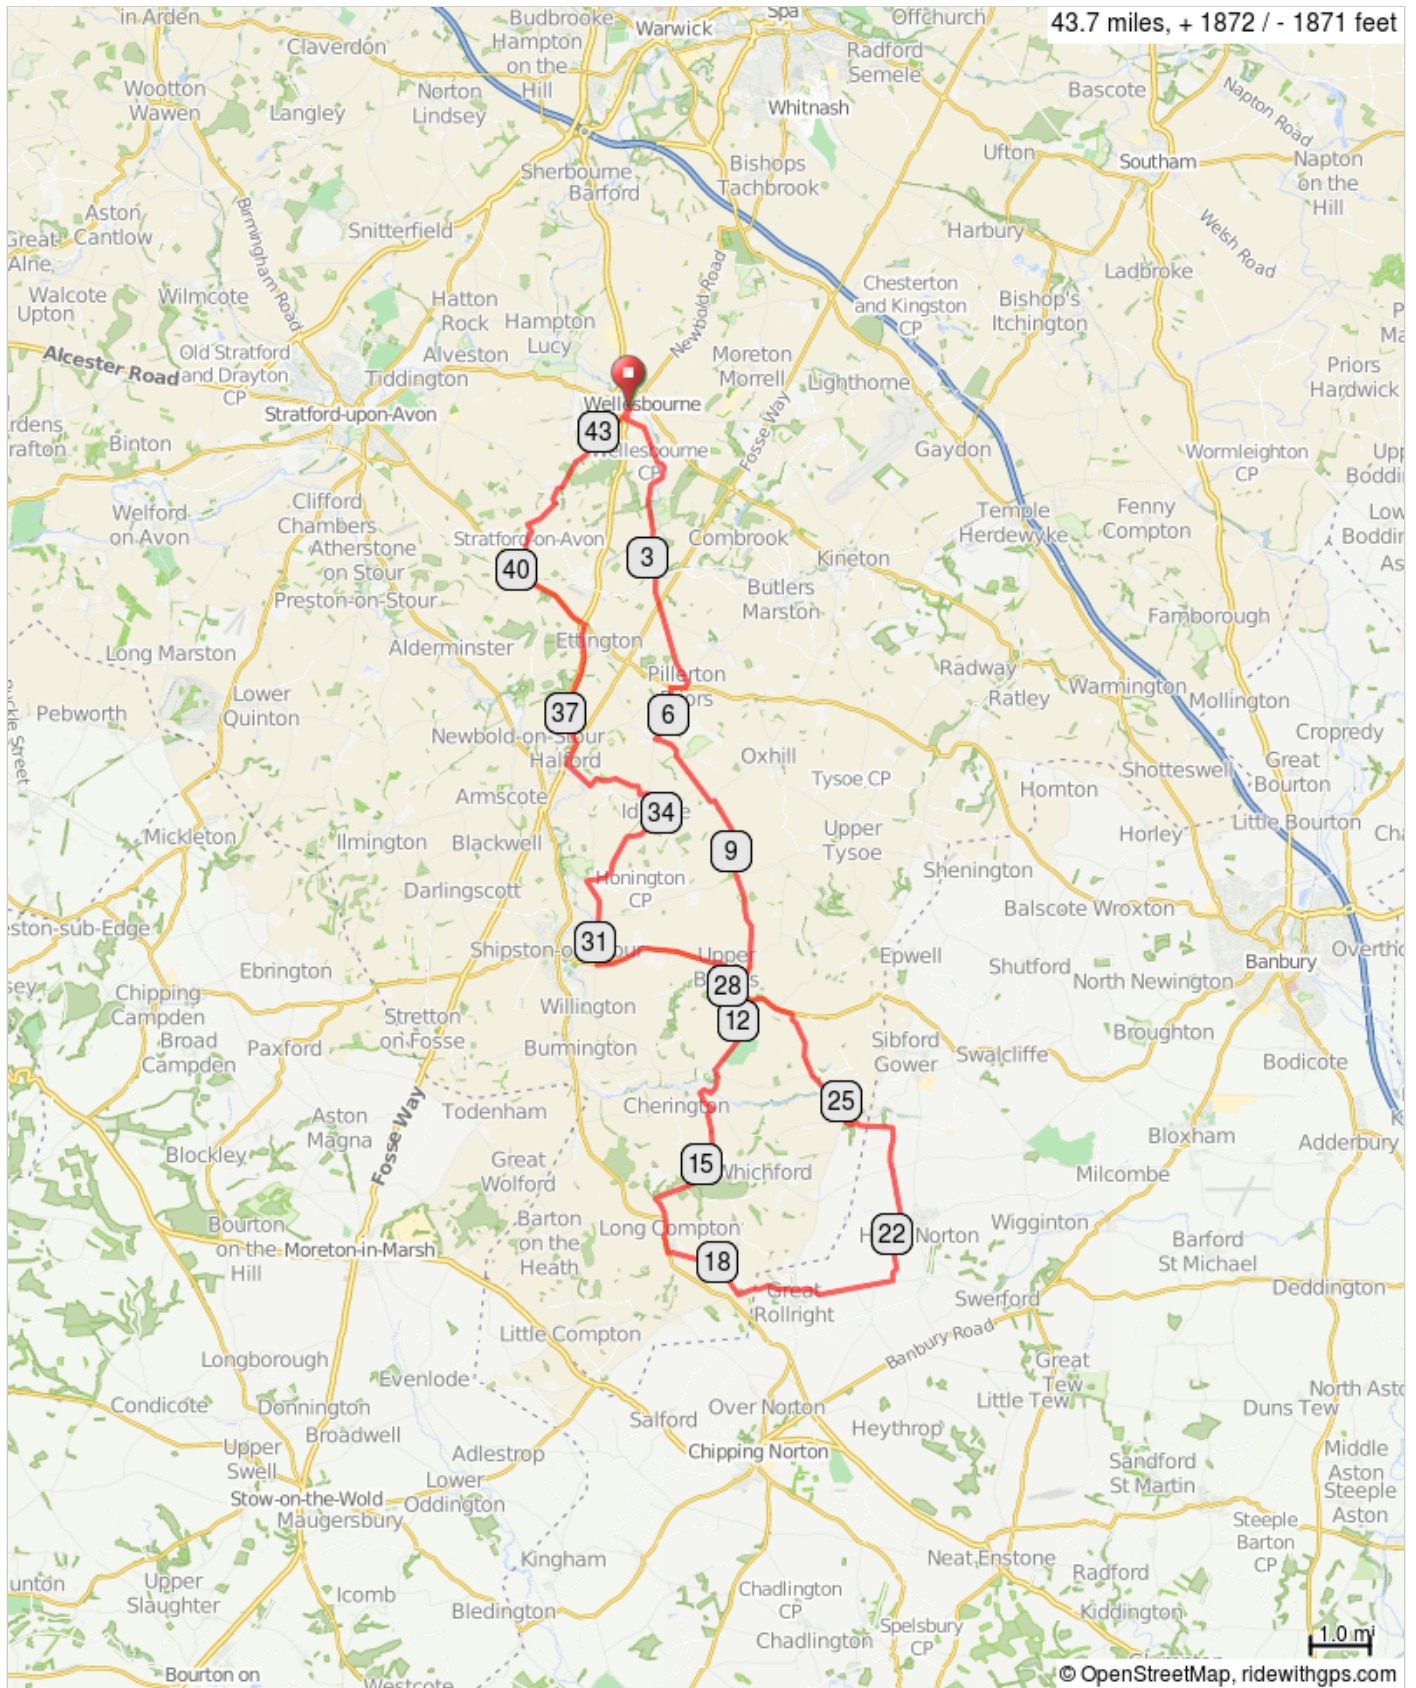 43.7 miles, + 1872 / - 1871 feet
in Arden
Budbrooke
Spa
Offchurch
Claverdon
Hampton
on the
Hill
Warwick
Radford
Semele
Wootton
Wawen
Langley
Norton
Lindsey
Whitnash
Bascote
Napton Road
Ufton
Southam
Napton
on the
Hill
Sherbourne
Barford
Bishops
Tachbrook
Aston
Cantlow
Birmingham Road
Snitterfield
Harbury
Welsh Road
Great
Alne
Newbold Road
Ladbroke
Walcote
Upton
Wilmcote
Hatton
Rock
Hampton
Lucy
Chesterton
and Kingston
CP
Bishop's
Itchington
Alcester Road
Old Stratford
and Drayton
CP
Alveston
Tiddington
Moreton
Morrell
Lighthorne
Priors
Hardwick
Stratford-upon-Avon
Wellesbourne
Fosse Way
Binton
43
Wellesbourne
CP
Gaydon
Wormleighton
CP
Welford
on Avon
Clifford
Chambers
Atherstone
on Stour
Preston-on-Stour
Stratford-on-Avon
Combrook
Temple
Herdewyke
Fenny
Compton
40
3
Kineton
Butlers
Marston
Farnborough
Long Marston
Alderminster
Ettington
Pillerton
Radway
Ratley
Warmington
Mollington
Pebworth
Lower
Quinton
37
6
Newbold-on-Stour
Halford
Oxhill
Cropredy
Tysoe CP
Shotteswell
Great
Bourton
Hornton
Armscote
34
Mickleton
Ilmington
Blackwell
Upper
Tysoe
Horley
Little Bourton
9
Shenington
Darlingscott
Honington
CP
Balscote
Wroxton
31
Upper
Epwell
Shutford
Banbury
Ebrington
28
North Newington
Chipping
Campden
Willington
12
Broad
Campden
Paxford
Stretton
on Fosse
Burmington
Sibford
Gower
Swalcliffe
Broughton
Bodicote
Fosse Way
Todenham
Cherington
25
Aston
Magna
Blockley
Bloxham
Adderbury
Great
Wolford
15
Whichford
Milcombe
Bourton
on the
Hill
Moreton-in-Marsh
Barton
on the
Heath
Long Compton
22
Wigginton
Barford
St Michael
18
Great
Rollright
Swerford
Deddington
Little Compton
Banbury Road
Longborough
Evenlode
Great
Tew
Little Tew
Condicote
Donnington
Broadwell
Salford
Over Norton
Heythrop
Duns Tew
Upper
Swell
Adlestrop
Chipping Norton
Sandford
St Martin
Middle
Aston
Lower
Oddington
Stow-on-the-Wold
Maugersbury
Steeple
Aston
Steeple
Barton
CP
Kingham
Neat Enstone
Radford
Upper
Slaughter
Icomb
Bledington
Chadlington
CP
Kiddington
Chadlington
Spelsbury
CP
1.0 mi
Bourton on
Westcote
© OpenStreetMap, ridewithgps.com